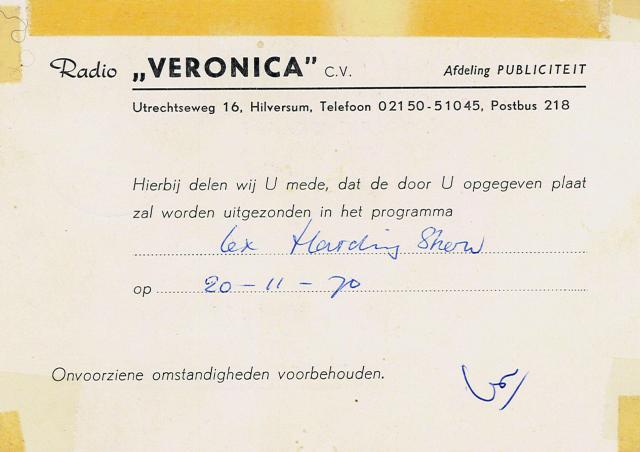 Radio „VERONICA” C.V. Afdeling PUBLICITEIT
Utrechtseweg 16, Hilversum, Telefoon 02150-51045, Postbus 218
Hierbij delen wij U mede, dat de door U opgegeven plaat
zal worden uitgezonden in het programma
Lex Harding Show
op 20-11-70
Onvoorziene omstandigheden voorbehouden.